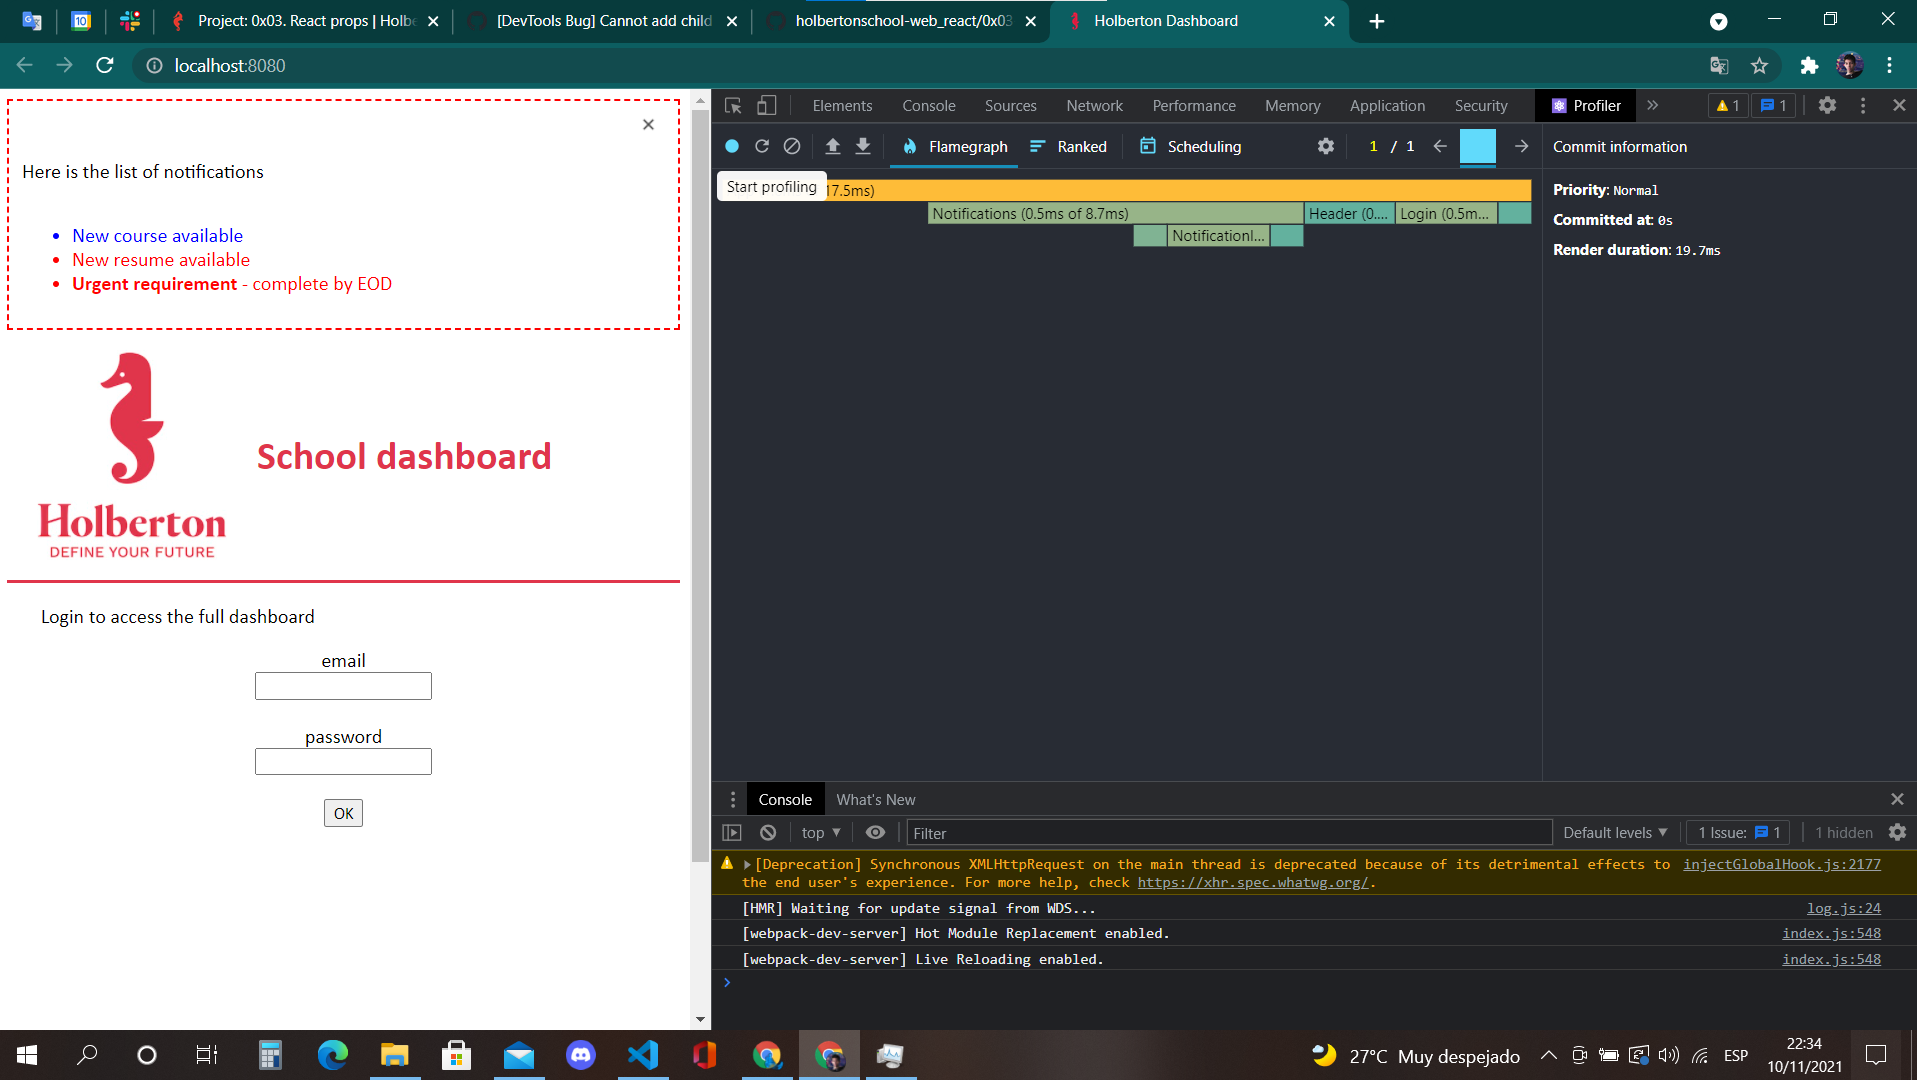 Project: 0x03. React props | Holbe
[DevTools Bug] Cannot add child
holbertonschool-web_react/0x03
Holberton Dashboard
localhost:8080
Here is the list of notifications
New course available
New resume available
Urgent requirement - complete by EOD
Holberton
DEFINE YOUR FUTURE
School dashboard
Login to access the full dashboard
email
password
OK
Elements Console Sources Network Performance Memory Application Security Profiler » 1 1
Flamegraph Ranked Scheduling 1 / 1
Start profiling
17.5ms)
Notifications (0.5ms of 8.7ms) Header (0.... Login (0.5m...
NotificationI...
Commit information
Priority: Normal
Committed at: 0s
Render duration: 19.7ms
Console What's New
top Filter Default levels 1 Issue: 1 1 hidden
[Deprecation] Synchronous XMLHttpRequest on the main thread is deprecated because of its detrimental effects to injectGlobalHook.js:2177
the end user's experience. For more help, check https://xhr.spec.whatwg.org/.
[HMR] Waiting for update signal from WDS... log.js:24
[webpack-dev-server] Hot Module Replacement enabled. index.js:548
[webpack-dev-server] Live Reloading enabled. index.js:548
27°C Muy despejado ESP
22:34
10/11/2021